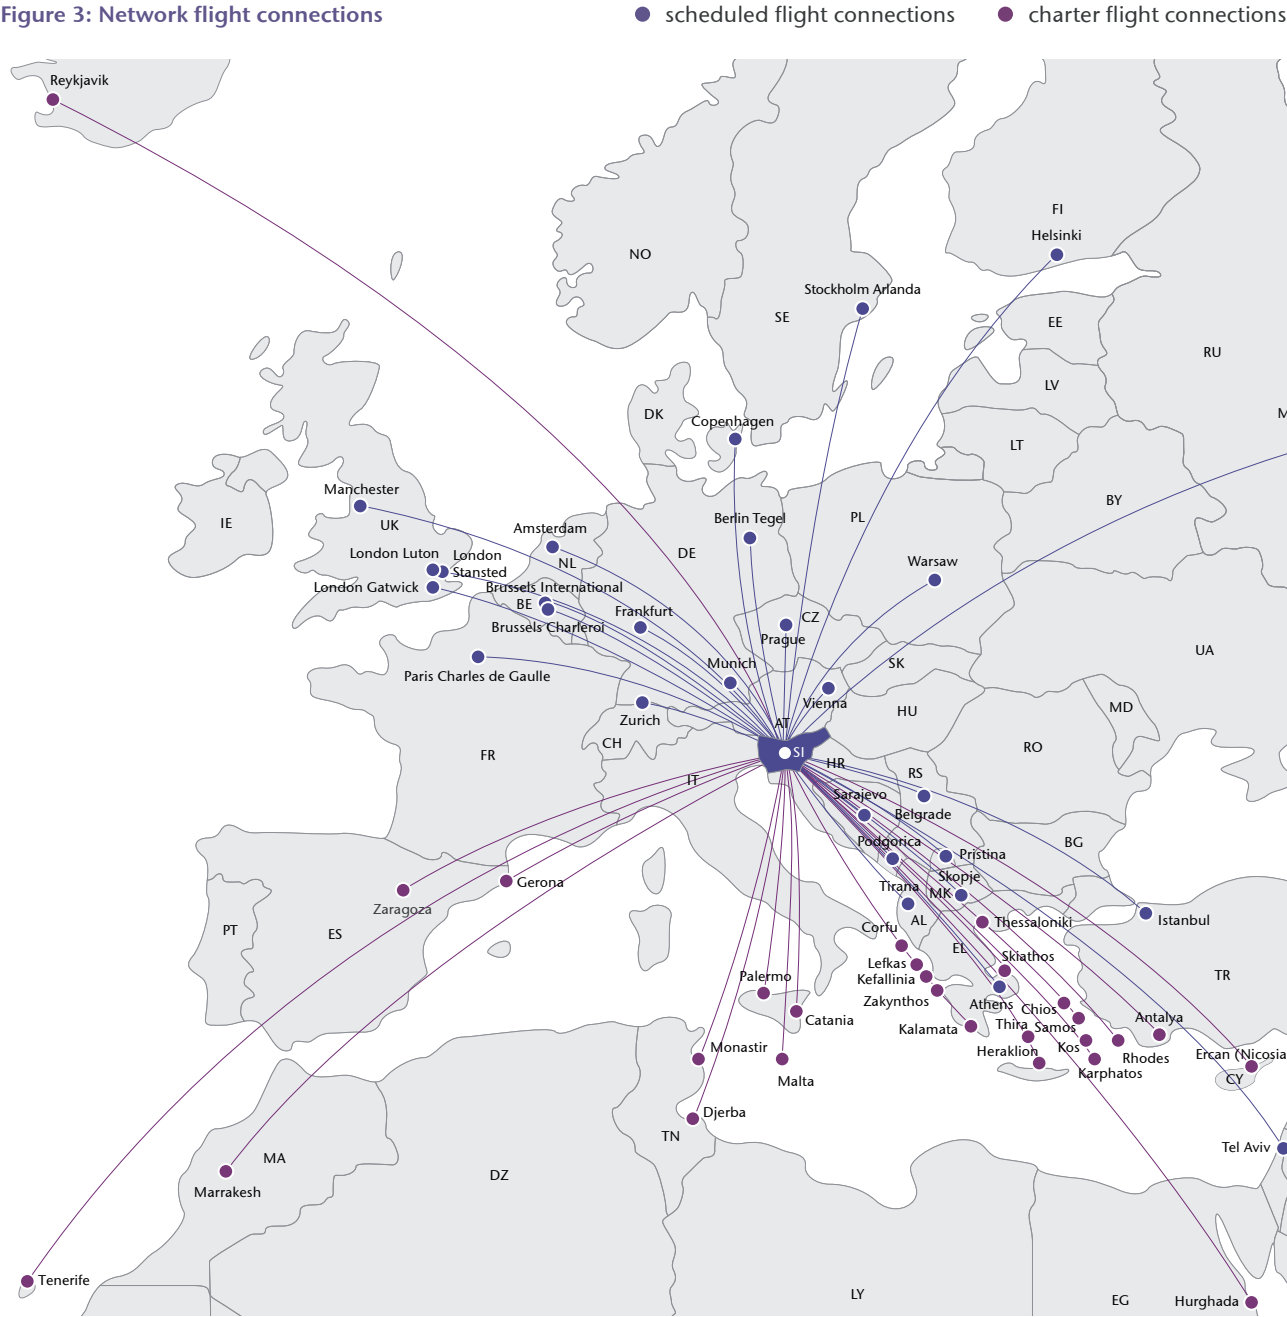 Figure 3: Network flight connections
scheduled flight connections
charter flight connections
Reykjavik
FI
Helsinki
NO
Stockholm Arlanda
SE
EE
RU
LV
DK
Copenhagen
M
LT
Manchester
BY
IE
UK
Amsterdam
Berlin Tegel
PL
London Luton
London
Stansted
NL
DE
Warsaw
London Gatwick
Brussels International
BE
Frankfurt
CZ
Brussels Charleroi
Prague
UA
Munich
SK
Paris Charles de Gaulle
Vienna
Zurich
AT
HU
MD
CH
FR
SI
RO
HR
IT
RS
Sarajevo
Belgrade
Podgorica
BG
Pristina
Gerona
Skopje
Tirana
MK
Zaragoza
Istanbul
PT
ES
AL
Thessaloniki
Corfu
EL
Skiathos
Lefkas
TR
Palermo
Kefallinia
Zakynthos
Athens
Chios
Catania
Kalamata
Thira
Samos
Antalya
Monastir
Heraklion
Kos
Rhodes
Ercan (Nicosia
Malta
Karphatos
CY
Djerba
TN
Tel Aviv
MA
DZ
Marrakesh
Tenerife
LY
EG
Hurghada